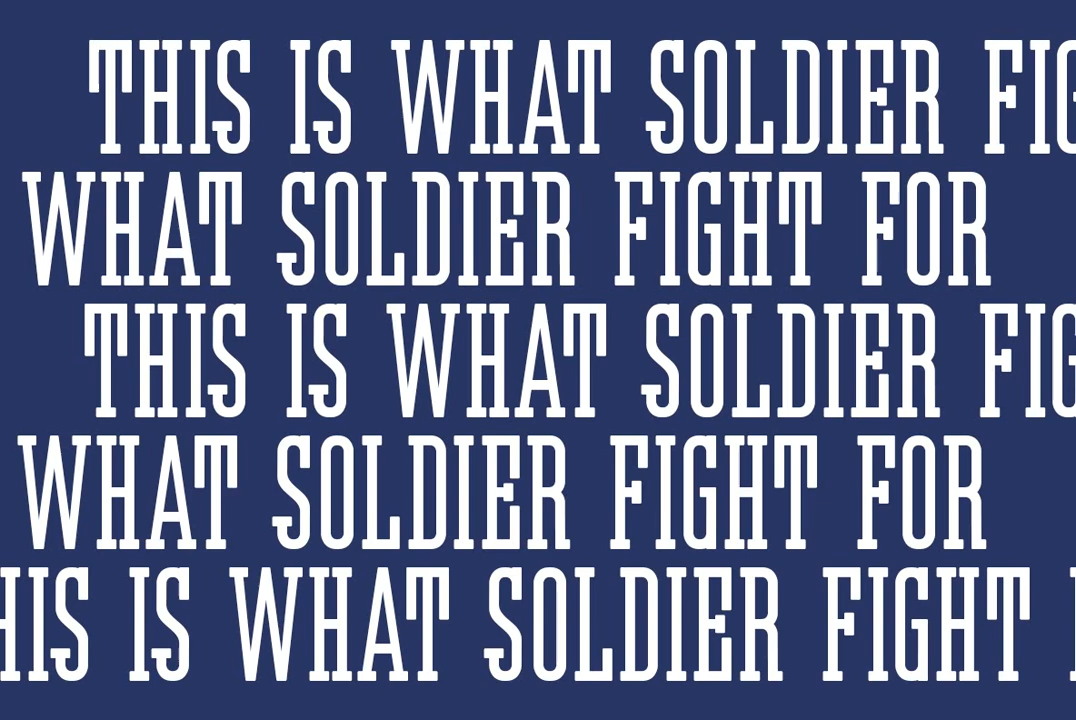 THIS IS WHAT SOLDIER FIG
WHAT SOLDIER FIGHT FOR
THIS IS WHAT SOLDIER FIG
WHAT SOLDIER FIGHT FOR
HIS IS WHAT SOLDIER FIGHT